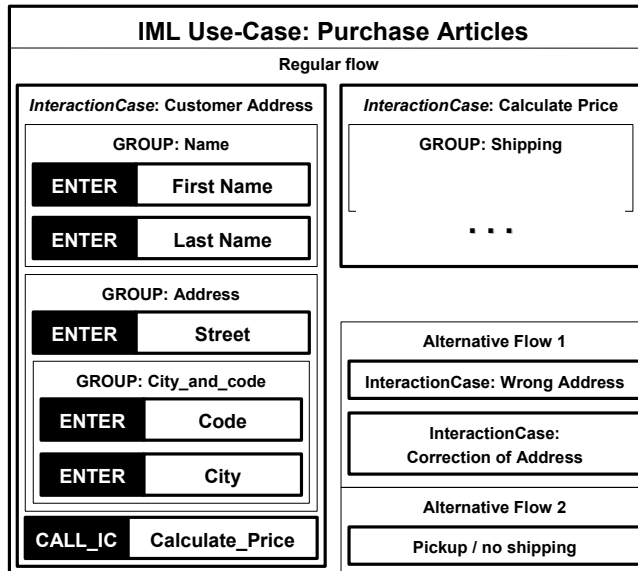 IML Use-Case: Purchase Articles
Regular flow
InteractionCase: Customer Address
GROUP: Name
ENTER First Name
ENTER Last Name
GROUP: Address
ENTER Street
GROUP: City_and_code
ENTER Code
ENTER City
CALL_IC Calculate_Price
InteractionCase: Calculate Price
GROUP: Shipping
. . .
Alternative Flow 1
InteractionCase: Wrong Address
InteractionCase:
Correction of Address
Alternative Flow 2
Pickup / no shipping